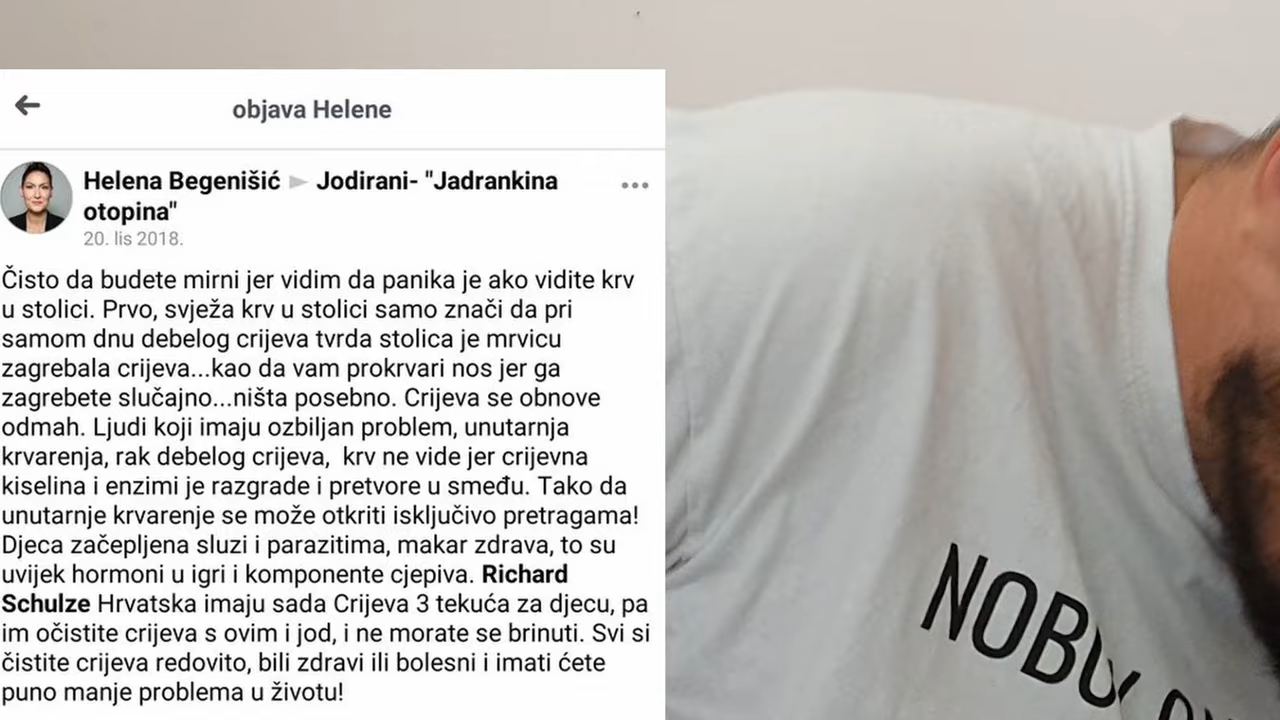 objava Helene
Helena Begenišić ► Jodirani- "Jadrankina
otopina"
20. lis 2018.
Čisto da budete mirni jer vidim da panika je ako vidite krv
u stolici. Prvo, svježa krv u stolici samo znači da pri
samom dnu debelog crijeva tvrda stolica je mrvicu
zagrebala crijeva...kao da vam prokrvari nos jer ga
zagrebete slučajno...ništa posebno. Crijeva se obnove
odmah. Ljudi koji imaju ozbiljan problem, unutarnja
krvarenja, rak debelog crijeva,  krv ne vide jer crijevna
kiselina i enzimi je razgrade i pretvore u smeđu. Tako da
unutarnje krvarenje se može otkriti isključivo pretragama!
Djeca začepljena sluzi i parazitima, makar zdrava, to su
uvijek hormoni u igri i komponente cjepiva. Richard
Schulze Hrvatska imaju sada Crijeva 3 tekuća za djecu, pa
im očistite crijeva s ovim i jod, i ne morate se brinuti. Svi si
čistite crijeva redovito, bili zdravi ili bolesni i imati ćete
puno manje problema u životu!